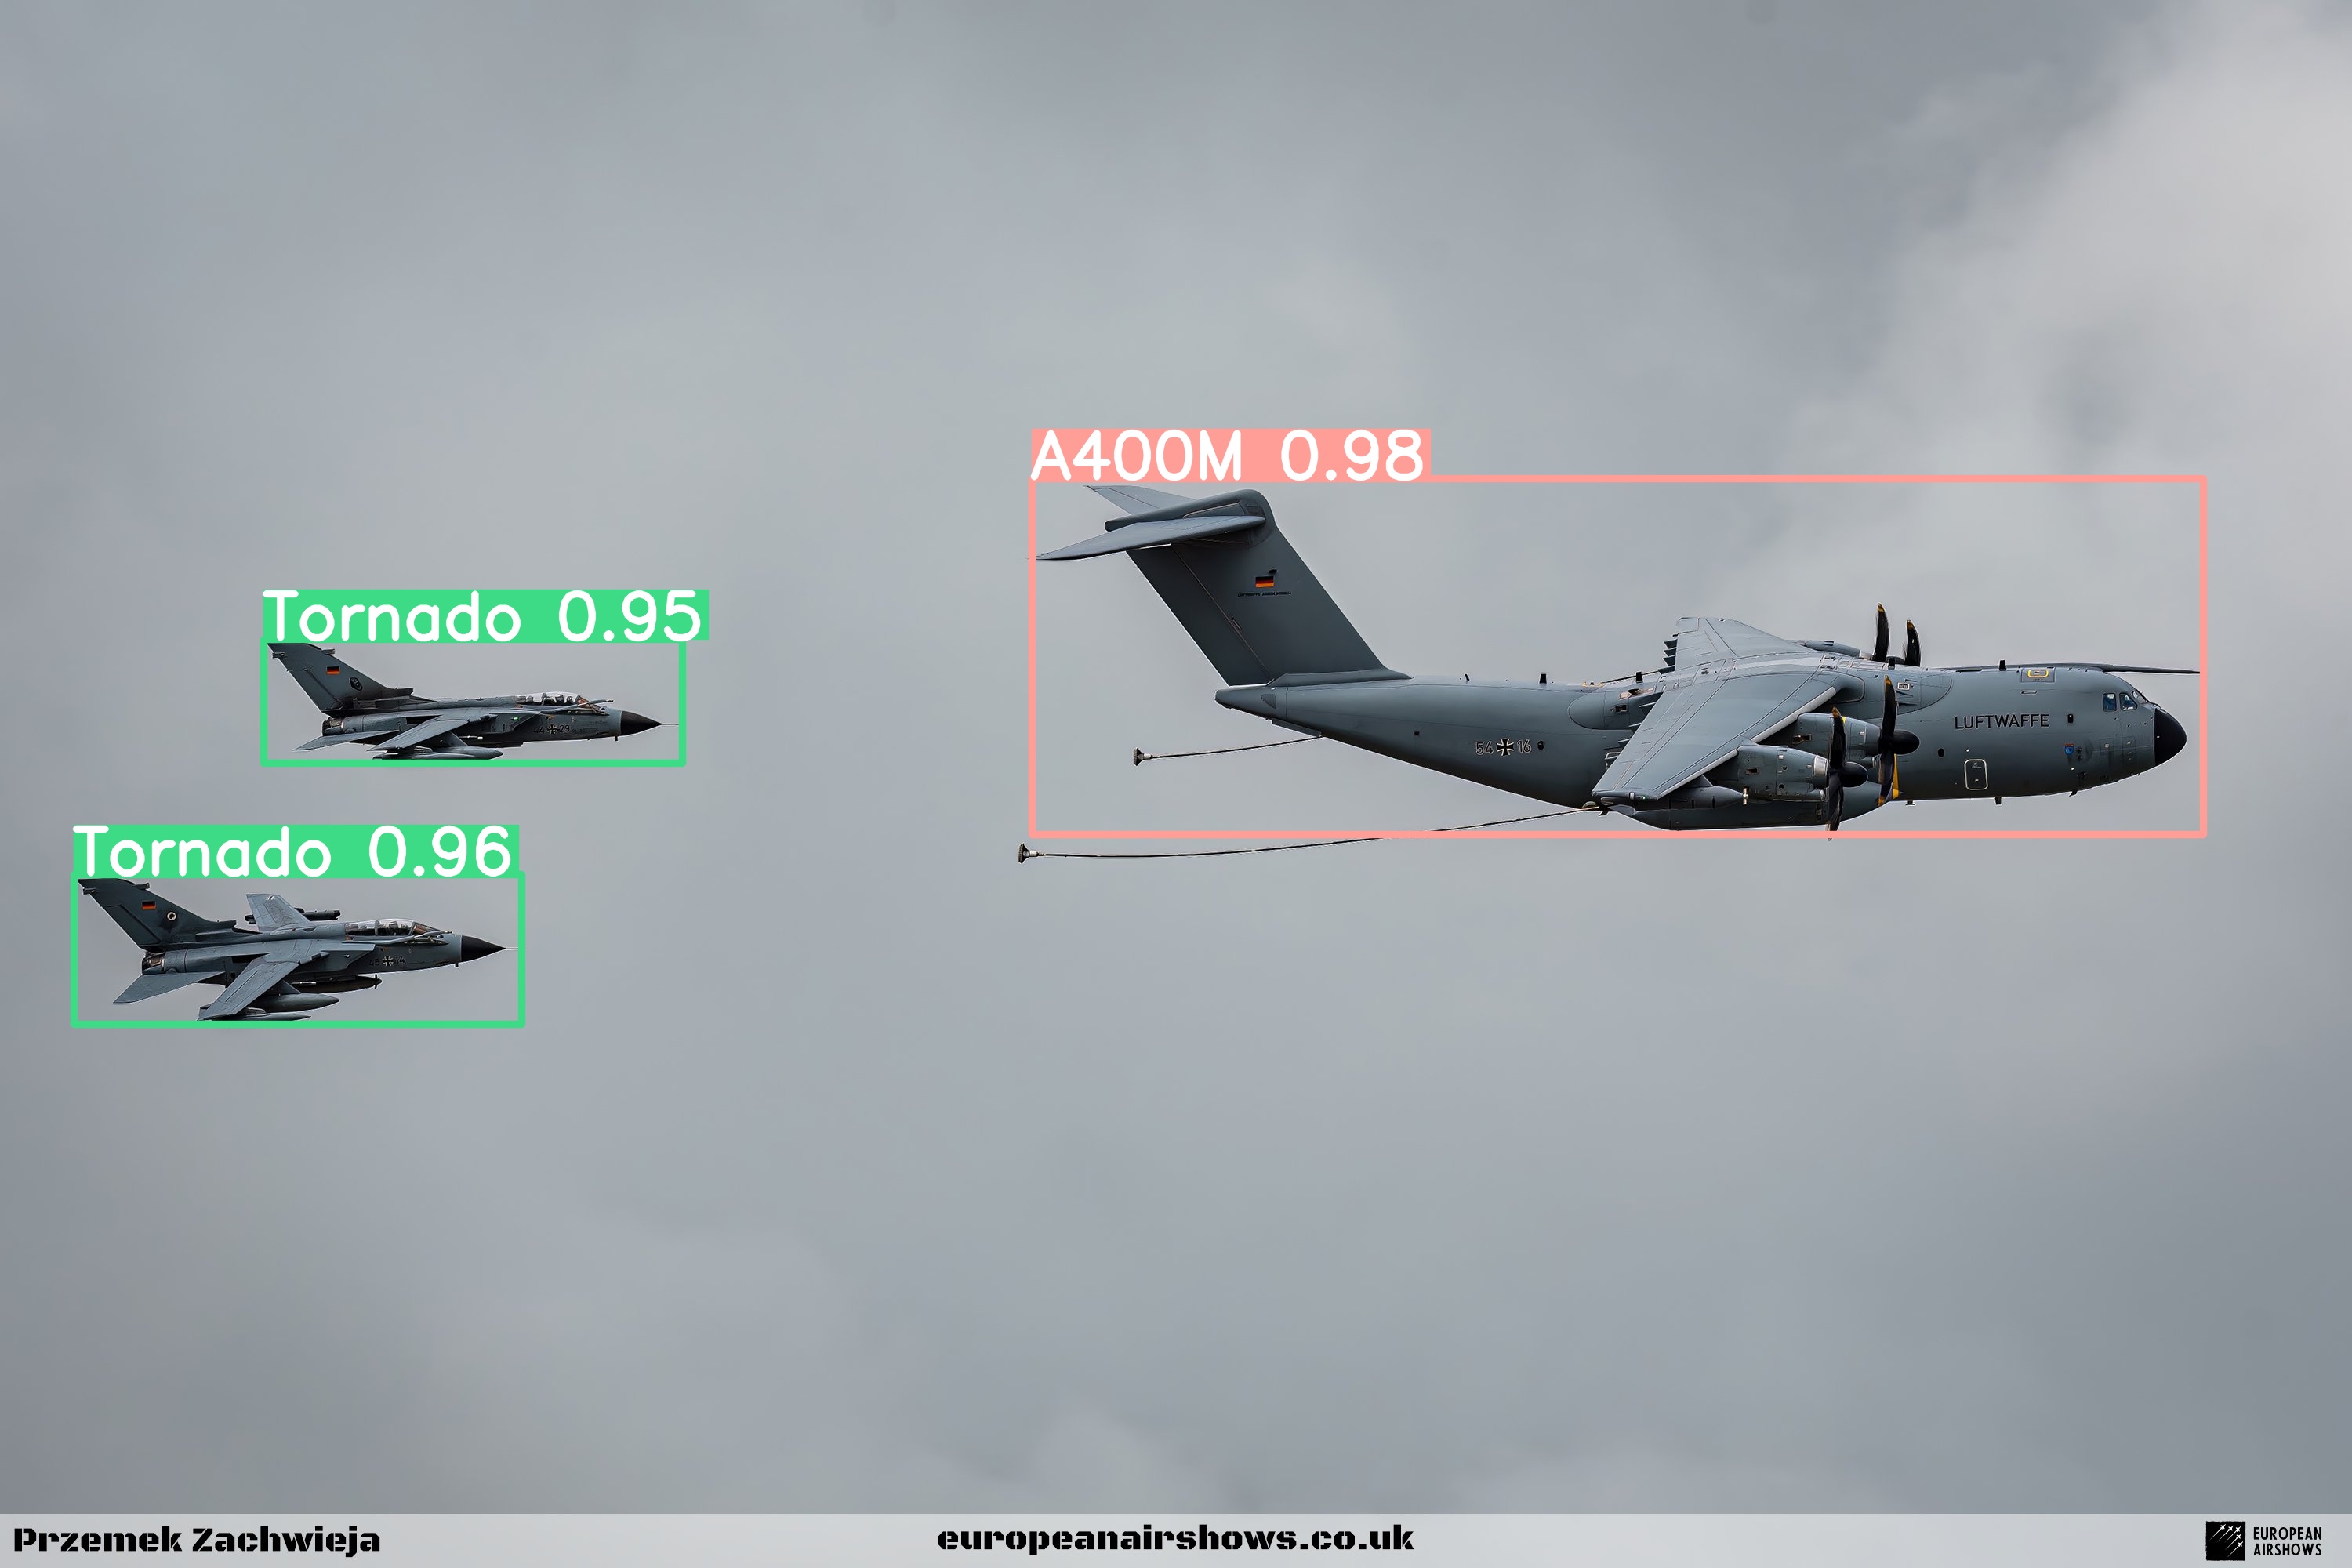 A400M 0.98
Tornado 0.95
Tornado 0.96
LUFTWAFFE
54 16
Przemek Zachwieja
europeanairshows.co.uk
EUROPEAN
AIRSHOWS